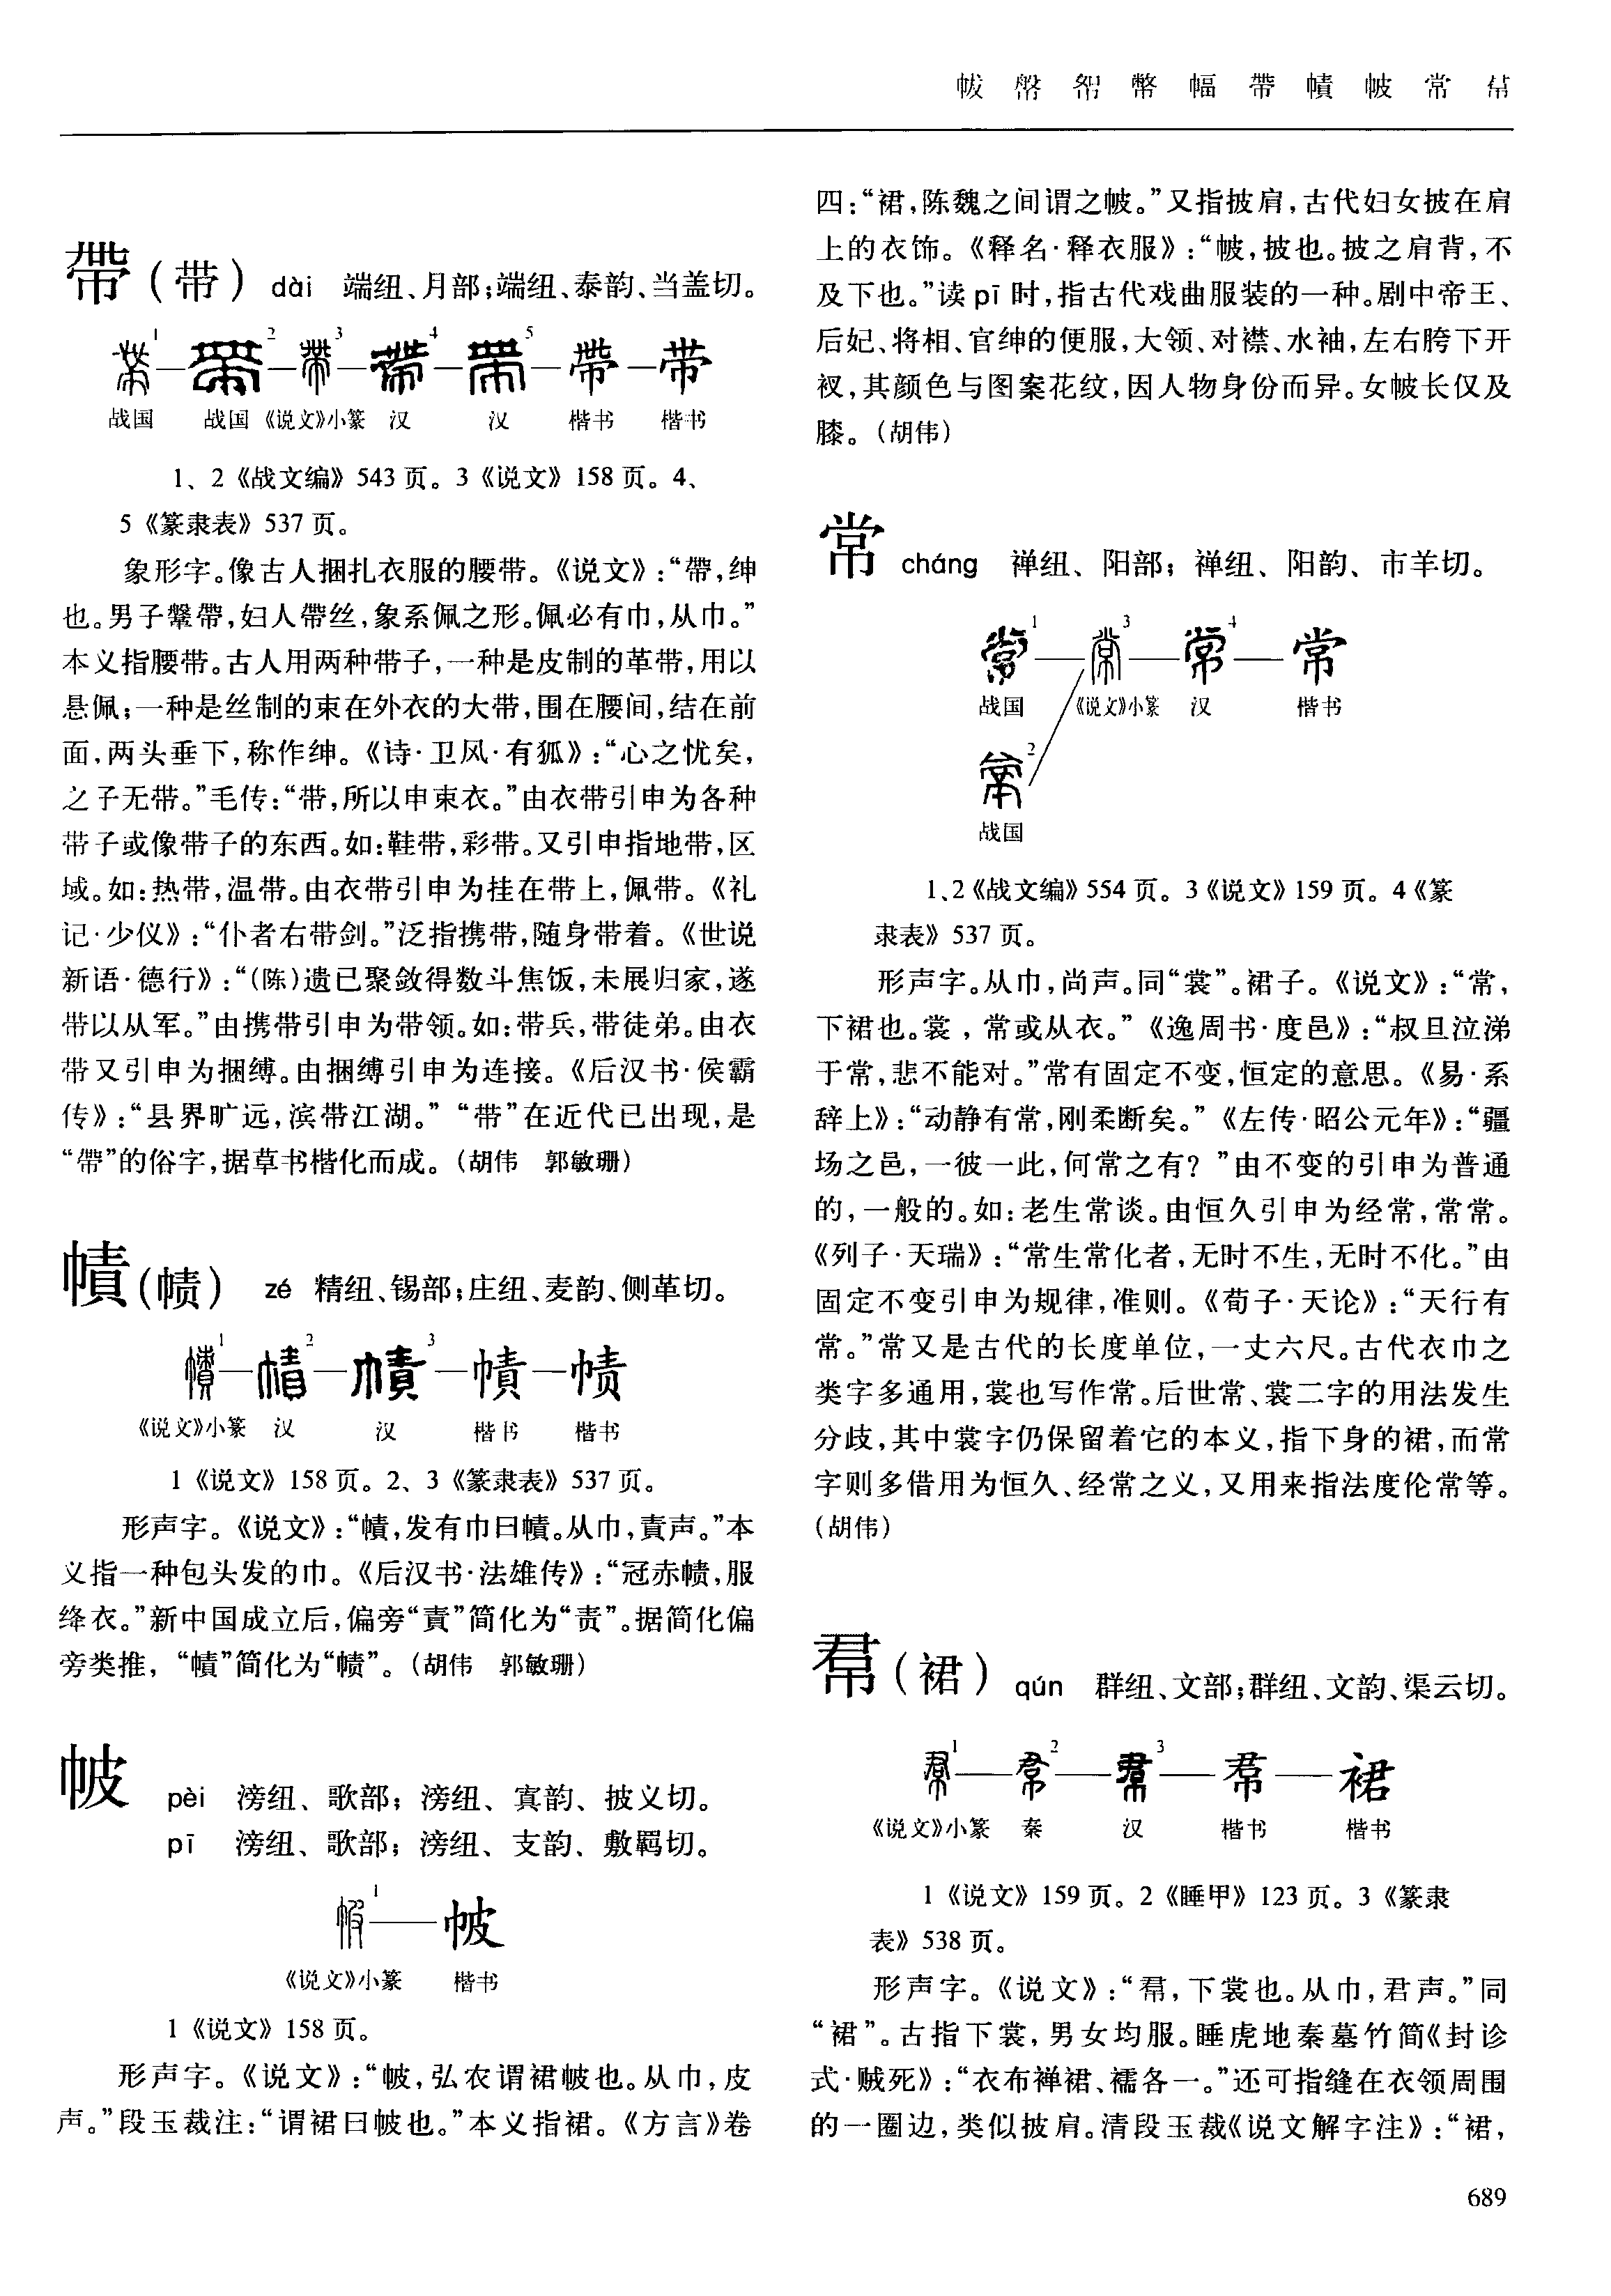 帗 幋 帤 幣 幅 帶 幘 帔 常 帬
帶（带） dài 端纽、月部；端纽、泰韵、当盖切。
1 2 3 4 5 帶 带
战国 战国 《说文》小篆 汉 汉 楷书 楷书
1、2《战文编》543页。3《说文》158页。4、
5《篆隶表》537页。
象形字。像古人捆扎衣服的腰带。《说文》：“帶，绅
也。男子鞶帶，妇人帶丝，象系佩之形。佩必有巾，从巾。”
本义指腰带。古人用两种带子，一种是皮制的革带，用以
悬佩；一种是丝制的束在外衣的大带，围在腰间，结在前
面，两头垂下，称作绅。《诗·卫风·有狐》：“心之忧矣，
之子无带。”毛传：“带，所以申束衣。”由衣带引申为各种
带子或像带子的东西。如：鞋带，彩带。又引申指地带，区
域。如：热带，温带。由衣带引申为挂在带上，佩带。《礼
记·少仪》：“仆者右带剑。”泛指携带，随身带着。《世说
新语·德行》：“（陈）遗已聚敛得数斗焦饭，未展归家，遂
带以从军。”由携带引申为带领。如：带兵，带徒弟。由衣
带又引申为捆缚。由捆缚引申为连接。《后汉书·侯霸
传》：“县界旷远，滨带江湖。”“带”在近代已出现，是
“帶”的俗字，据草书楷化而成。（胡伟 郭敏珊）
幘（帻） zé 精纽、锡部；庄纽、麦韵、侧革切。
1 2 3 幘 帻
《说文》小篆 汉 汉 楷书 楷书
1《说文》158页。2、3《篆隶表》537页。
形声字。《说文》：“幘，发有巾曰幘。从巾，責声。”本
义指一种包头发的巾。《后汉书·法雄传》：“冠赤帻，服
绛衣。”新中国成立后，偏旁“責”简化为“责”。据简化偏
旁类推，“幘”简化为“帻”。（胡伟 郭敏珊）
帔 pèi 滂纽、歌部；滂纽、寘韵、披义切。
pī 滂纽、歌部；滂纽、支韵、敷羁切。
1 帔
《说文》小篆 楷书
1《说文》158页。
形声字。《说文》：“帔，弘农谓裙帔也。从巾，皮
声。”段玉裁注：“谓裙曰帔也。”本义指裙。《方言》卷
四：“裙，陈魏之间谓之帔。”又指披肩，古代妇女披在肩
上的衣饰。《释名·释衣服》：“帔，披也。披之肩背，不
及下也。”读pī时，指古代戏曲服装的一种。剧中帝王、
后妃、将相、官绅的便服，大领、对襟、水袖，左右胯下开
衩，其颜色与图案花纹，因人物身份而异。女帔长仅及
膝。（胡伟）
常 cháng 禅纽、阳部；禅纽、阳韵、市羊切。
1 3 4 常
战国 《说文》小篆 汉 楷书
2
战国
1、2《战文编》554页。3《说文》159页。4《篆
隶表》537页。
形声字。从巾，尚声。同“裳”。裙子。《说文》：“常，
下裙也。裳，常或从衣。”《逸周书·度邑》：“叔旦泣涕
于常，悲不能对。”常有固定不变，恒定的意思。《易·系
辞上》：“动静有常，刚柔断矣。”《左传·昭公元年》：“疆
场之邑，一彼一此，何常之有？”由不变的引申为普通
的，一般的。如：老生常谈。由恒久引申为经常，常常。
《列子·天瑞》：“常生常化者，无时不生，无时不化。”由
固定不变引申为规律，准则。《荀子·天论》：“天行有
常。”常又是古代的长度单位，一丈六尺。古代衣巾之
类字多通用，裳也写作常。后世常、裳二字的用法发生
分歧，其中裳字仍保留着它的本义，指下身的裙，而常
字则多借用为恒久、经常之义，又用来指法度伦常等。
（胡伟）
帬（裙） qún 群纽、文部；群纽、文韵、渠云切。
1 2 3 帬 裙
《说文》小篆 秦 汉 楷书 楷书
1《说文》159页。2《睡甲》123页。3《篆隶
表》538页。
形声字。《说文》：“帬，下裳也。从巾，君声。”同
“裙”。古指下裳，男女均服。睡虎地秦墓竹简《封诊
式·贼死》：“衣布禅裙、襦各一。”还可指缝在衣领周围
的一圈边，类似披肩。清段玉裁《说文解字注》：“裙，
689